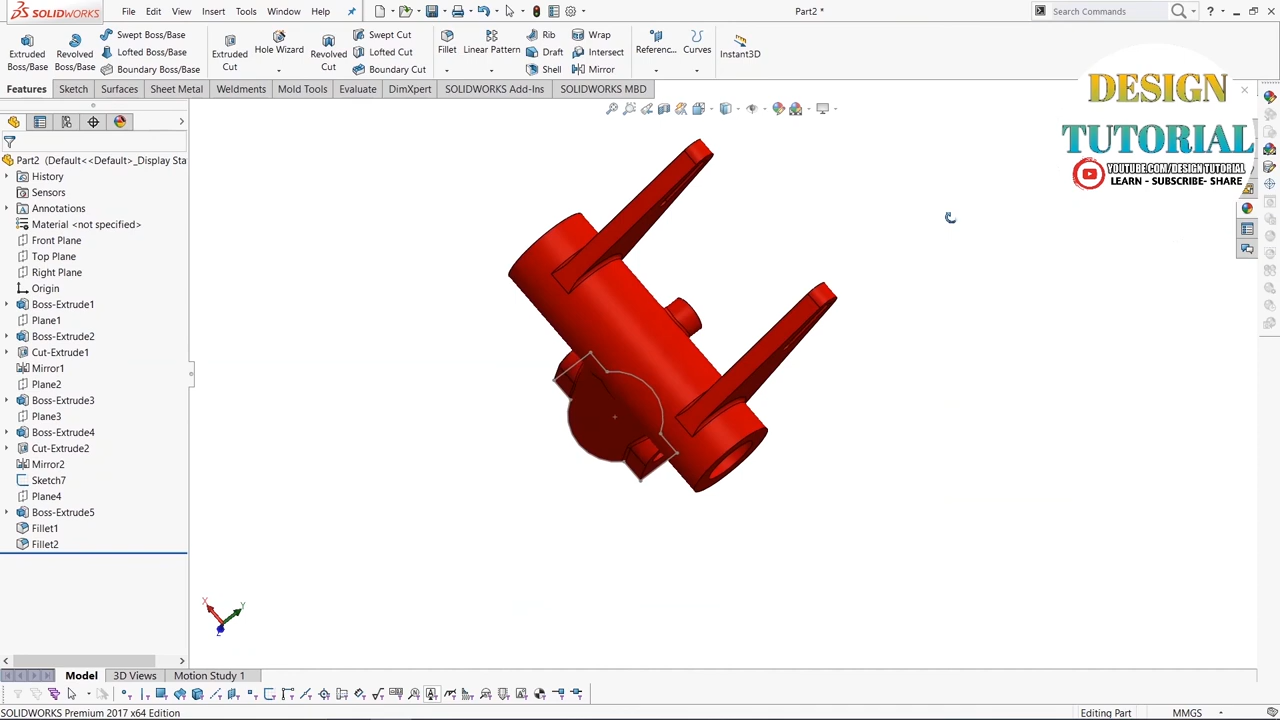 SOLIDWORKS File Edit View Insert Tools Window Help Part2 * Search Commands
Extruded Boss/Base Revolved Boss/Base Swept Boss/Base Lofted Boss/Base Boundary Boss/Base Extruded Cut Hole Wizard Revolved Cut Swept Cut Lofted Cut Boundary Cut Fillet Linear Pattern Rib Draft Shell Wrap Intersect Mirror Referenc... Curves Instant3D
Features Sketch Surfaces Sheet Metal Weldments Mold Tools Evaluate DimXpert SOLIDWORKS Add-Ins SOLIDWORKS MBD
DESIGN
TUTORIAL
YOUTUBE.COM/DESIGN TUTORIAL
LEARN - SUBSCRIBE- SHARE
Part2 (Default<<Default>_Display Sta
History
Sensors
Annotations
Material <not specified>
Front Plane
Top Plane
Right Plane
Origin
Boss-Extrude1
Plane1
Boss-Extrude2
Cut-Extrude1
Mirror1
Plane2
Boss-Extrude3
Plane3
Boss-Extrude4
Cut-Extrude2
Mirror2
Sketch7
Plane4
Boss-Extrude5
Fillet1
Fillet2
X Y Z
Model 3D Views Motion Study 1
SOLIDWORKS Premium 2017 x64 Edition Editing Part MMGS